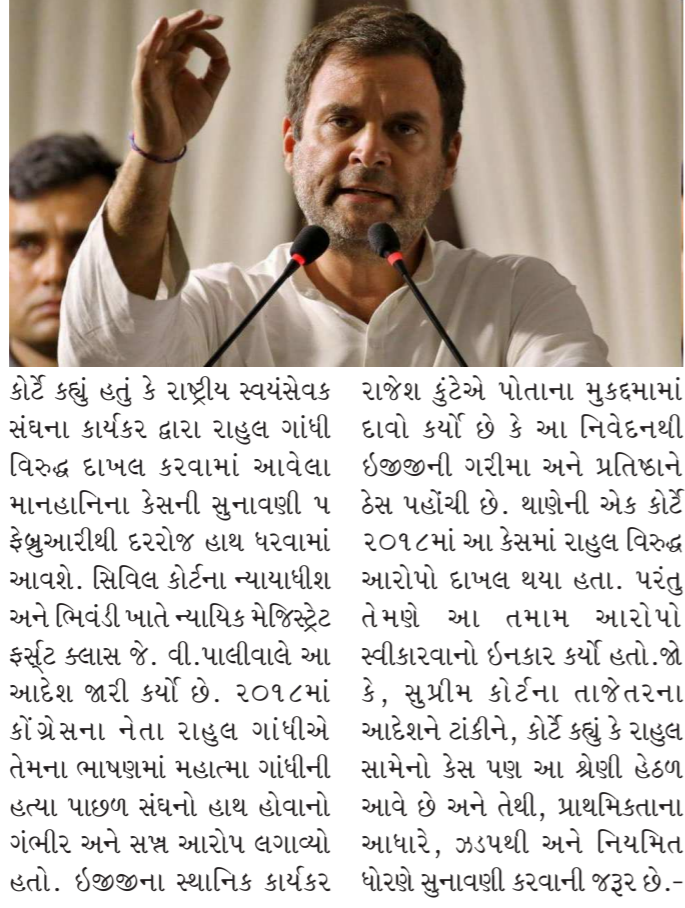 કોર્ટે કહ્યું હતું કે રાષ્ટ્રીય સ્વયંસેવક
સંઘના કાર્યકર દ્વારા રાહુલ ગાંધી
વિરુદ્ધ દાખલ કરવામાં આવેલા
માનહાનિના કેસની સુનાવણી ૫
ફેબ્રુઆરીથી દરરોજ હાથ ધરવામાં
આવશે. સિવિલ કોર્ટના ન્યાયાધીશ
અને ભિવંડી ખાતે ન્યાયિક મેજિસ્ટ્રેટ
ફર્સ્ટ ક્લાસ જે. વી.પાલીવાલે આ
આદેશ જારી કર્યો છે. ૨૦૧૮માં
કોંગ્રેસના નેતા રાહુલ ગાંધીએ
તેમના ભાષણમાં મહાત્મા ગાંધીની
હત્યા પાછળ સંઘનો હાથ હોવાનો
ગંભીર અને સખ્ન આરોપ લગાવ્યો
હતો. ઇજીજીના સ્થાનિક કાર્યકર
રાજેશ કુંટેએ પોતાના મુકદ્દમામાં
દાવો કર્યો છે કે આ નિવેદનથી
ઇજીજીની ગરીમા અને પ્રતિષ્ઠાને
ઠેસ પહોંચી છે. થાણેની એક કોર્ટે
૨૦૧૮માં આ કેસમાં રાહુલ વિરુદ્ધ
આરોપો દાખલ થયા હતા. પરંતુ
તેમણે આ તમામ આરોપો
સ્વીકારવાનો ઇનકાર કર્યો હતો.જો
કે, સુપ્રીમ કોર્ટના તાજેતરના
આદેશને ટાંકીને, કોર્ટે કહ્યું કે રાહુલ
સામેનો કેસ પણ આ શ્રેણી હેઠળ
આવે છે અને તેથી, પ્રાથમિકતાના
આધારે, ઝડપથી અને નિયમિત
ધોરણે સુનાવણી કરવાની જરૂર છે.-